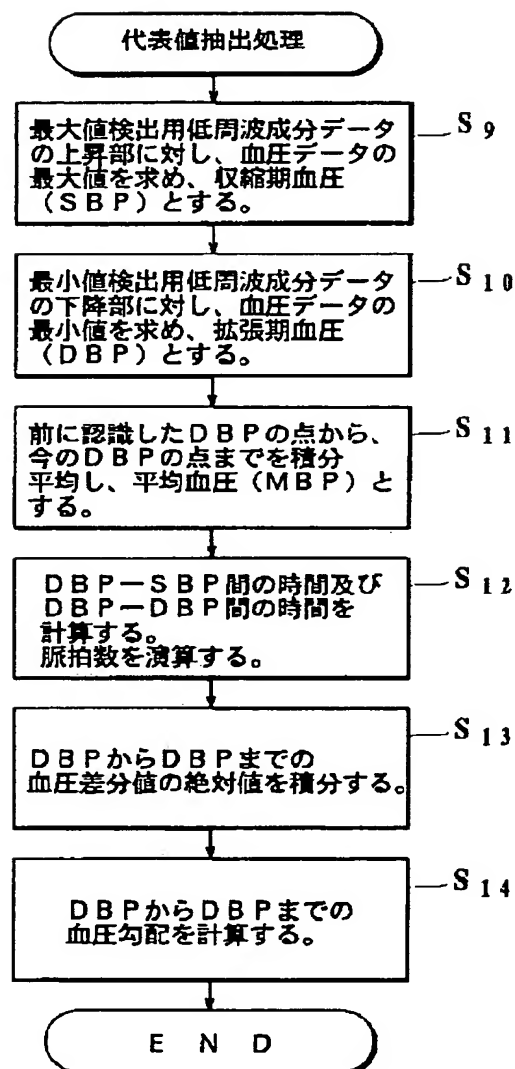 代表値抽出処理
S9
最大値検出用低周波成分データ
の上昇部に対し、血圧データの
最大値を求め、収縮期血圧
（SBP）とする。
S10
最小値検出用低周波成分データ
の下降部に対し、血圧データの
最小値を求め、拡張期血圧
（DBP）とする。
S11
前に認識したDBPの点から、
今のDBPの点までを積分
平均し、平均血圧（MBP）と
する。
S12
DBP－SBP間の時間及び
DBP－DBP間の時間を
計算する。
脈拍数を演算する。
S13
DBPからDBPまでの
血圧差分値の絶対値を積分する。
S14
DBPからDBPまでの
血圧勾配を計算する。
END